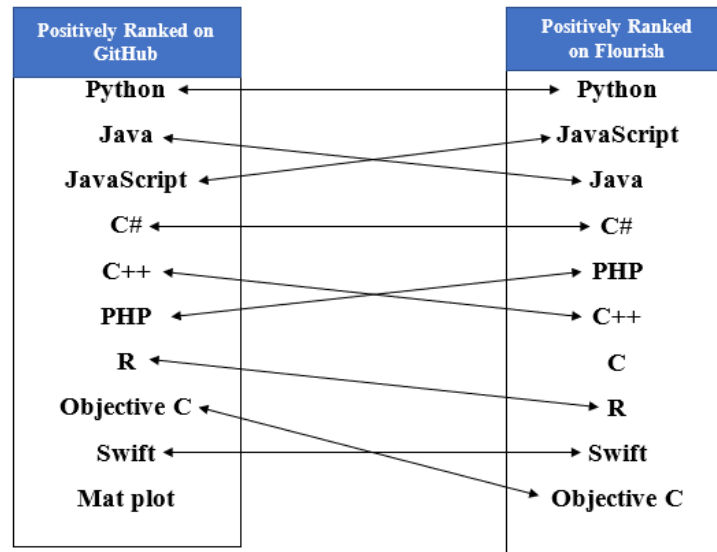 Positively Ranked on
GitHub
Python
Java
JavaScript
C#
C++
PHP
R
Objective C
Swift
Mat plot
Positively Ranked
on Flourish
Python
JavaScript
Java
C#
PHP
C++
C
R
Swift
Objective C